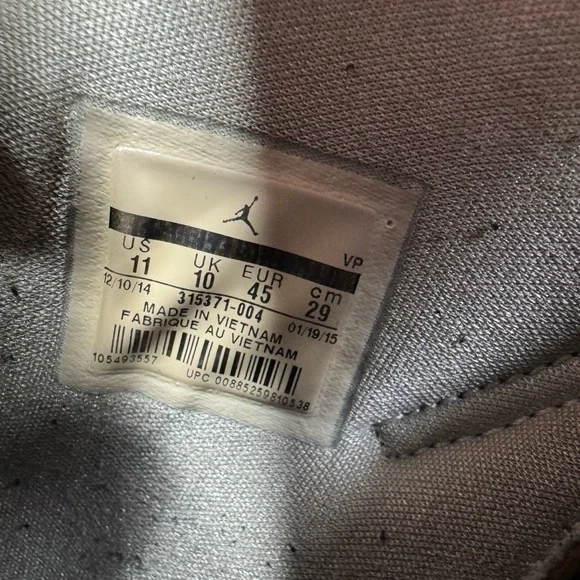 VP
US UK EUR cm
11 10 45 29
12/10/14 315371-004 01/19/15
MADE IN VIETNAM
FABRIQUE AU VIETNAM
105493557
UPC 00885259810538